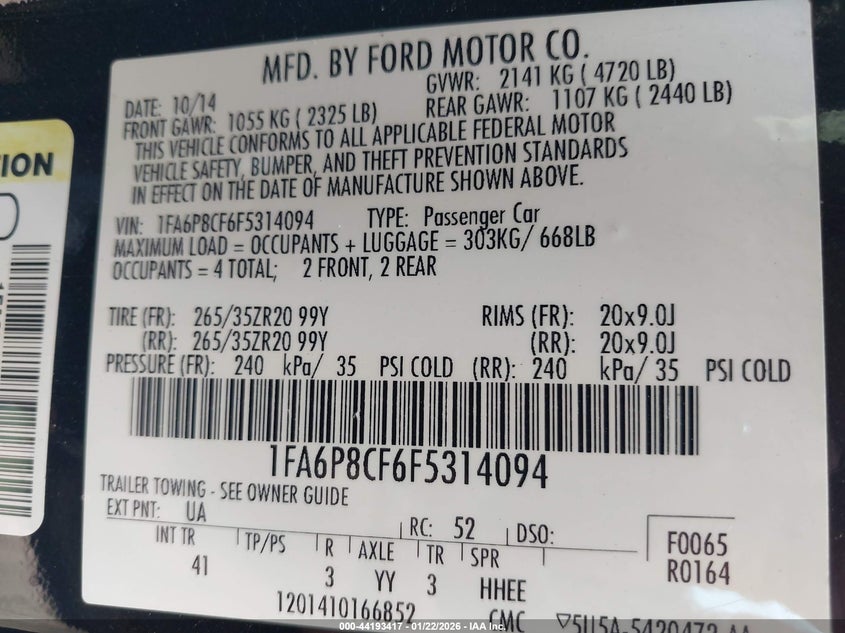 MFD. BY FORD MOTOR CO.
DATE: 10/14
GVWR: 2141 KG ( 4720 LB)
FRONT GAWR: 1055 KG ( 2325 LB)
REAR GAWR: 1107 KG ( 2440 LB)
THIS VEHICLE CONFORMS TO ALL APPLICABLE FEDERAL MOTOR
VEHICLE SAFETY, BUMPER, AND THEFT PREVENTION STANDARDS
IN EFFECT ON THE DATE OF MANUFACTURE SHOWN ABOVE.
VIN: 1FA6P8CF6F5314094 TYPE: Passenger Car
MAXIMUM LOAD = OCCUPANTS + LUGGAGE = 303KG/ 668LB
OCCUPANTS = 4 TOTAL; 2 FRONT, 2 REAR
TIRE (FR): 265/35ZR20 99Y RIMS (FR): 20x9.0J
(RR): 265/35ZR20 99Y (RR): 20x9.0J
PRESSURE (FR): 240 kPa/ 35 PSI COLD (RR): 240 kPa/ 35 PSI COLD
1FA6P8CF6F5314094
TRAILER TOWING - SEE OWNER GUIDE
EXT PNT: UA RC: 52 DSO:
INT TR TP/PS R AXLE TR SPR
41 3 YY 3 HHEE
F0065
R0164
1201410166852
000-44193417 - 01/22/2026 - IAA Inc.